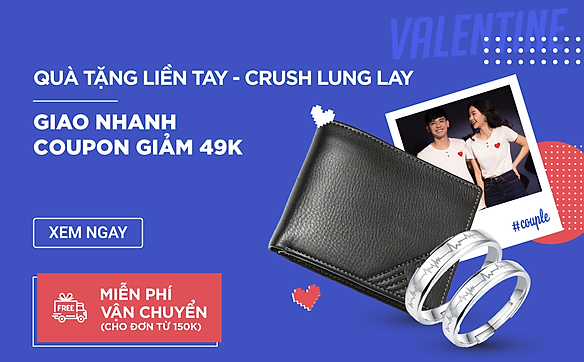 VALENTINE
QUÀ TẶNG LIỀN TAY - CRUSH LUNG LAY
GIAO NHANH
COUPON GIẢM 49K
#couple
XEM NGAY
FREE
MIỄN PHÍ
VẬN CHUYỂN
(CHO ĐƠN TỪ 150K)